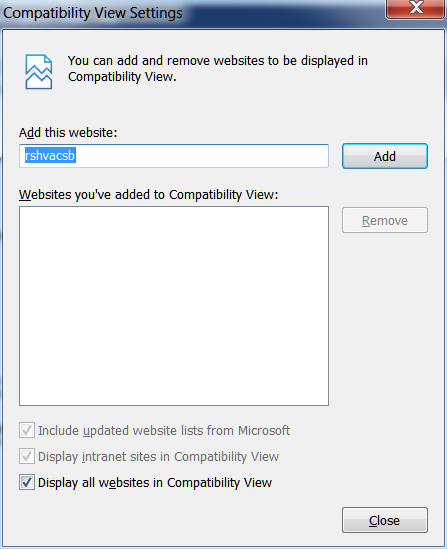 Compatibility View Settings
You can add and remove websites to be displayed in
Compatibility View.
Add this website:
rshvacsb
Add
Websites you've added to Compatibility View:
Remove
Include updated website lists from Microsoft
Display intranet sites in Compatibility View
Display all websites in Compatibility View
Close